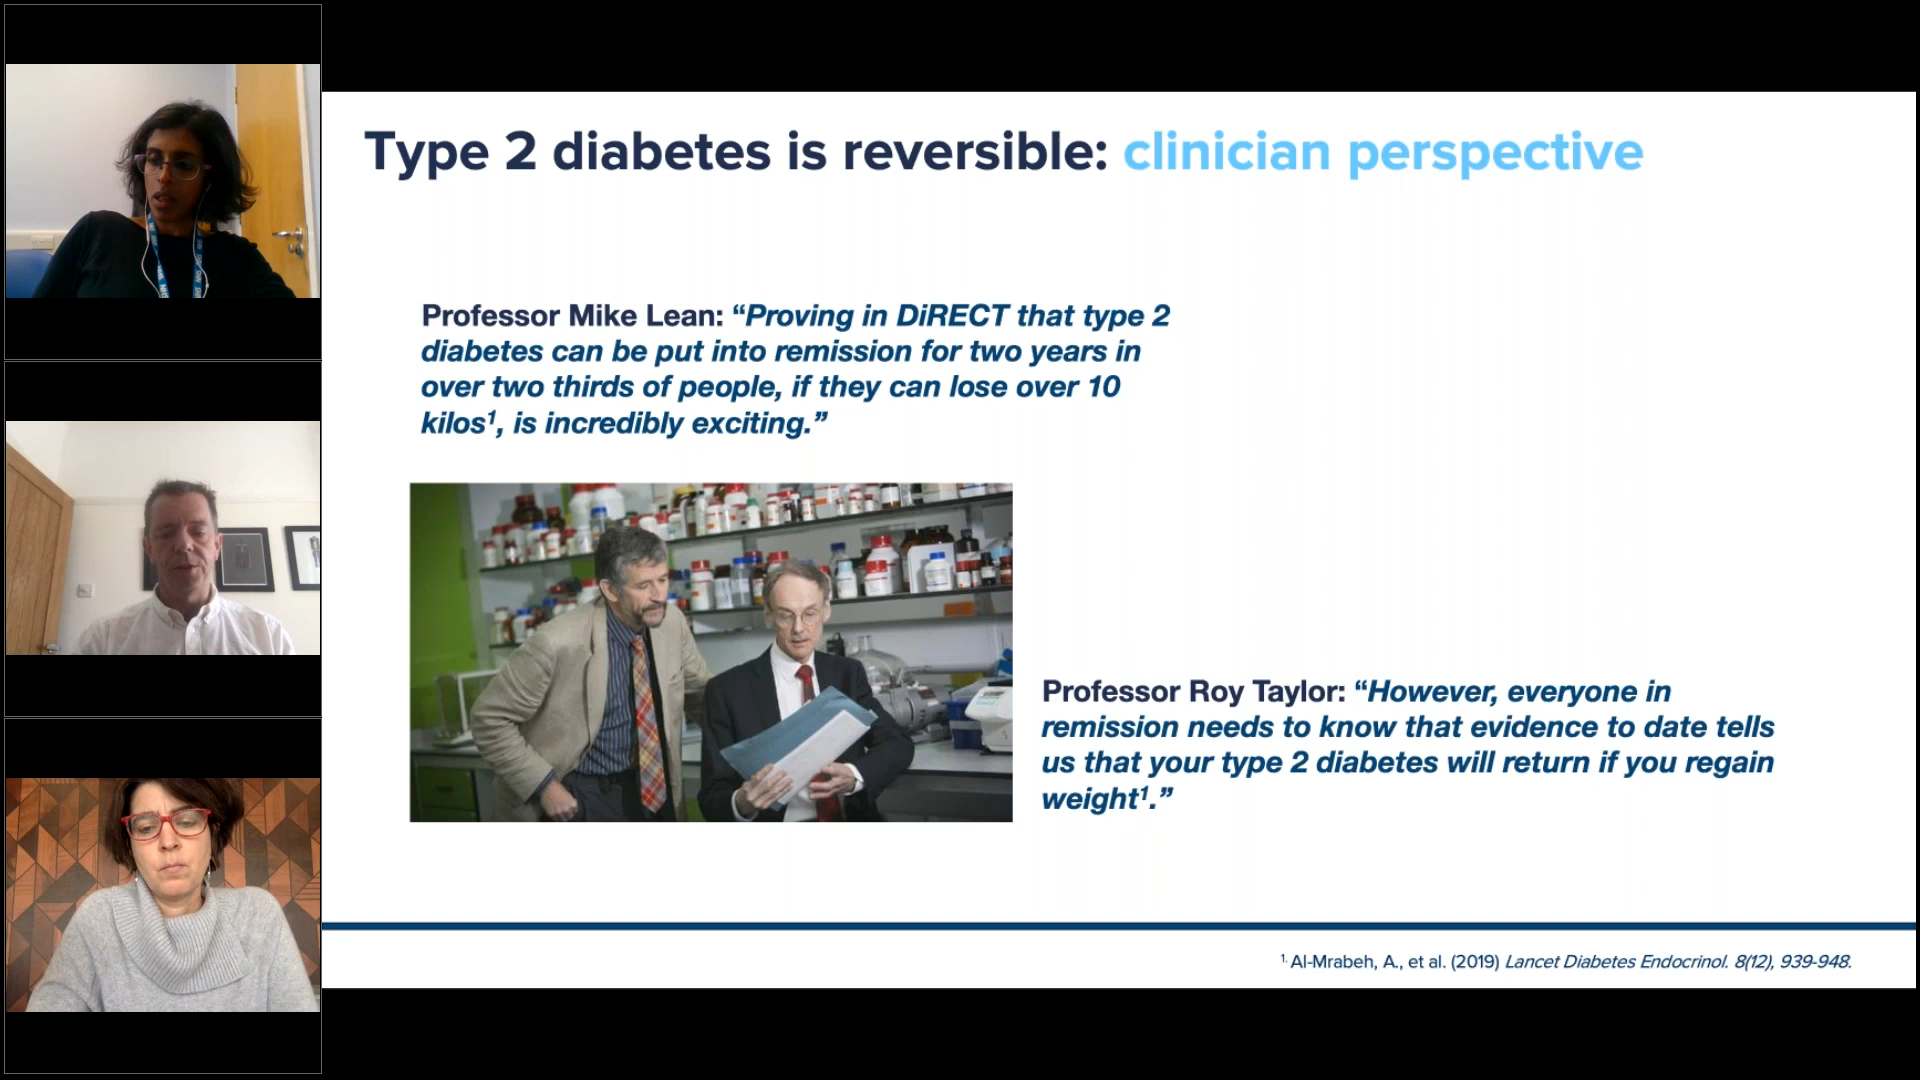 Type 2 diabetes is reversible: clinician perspective
Professor Mike Lean: “Proving in DiRECT that type 2
diabetes can be put into remission for two years in
over two thirds of people, if they can lose over 10
kilos¹, is incredibly exciting.”
Professor Roy Taylor: “However, everyone in
remission needs to know that evidence to date tells
us that your type 2 diabetes will return if you regain
weight¹.”
¹. Al-Mrabeh, A., et al. (2019) Lancet Diabetes Endocrinol. 8(12), 939-948.
NHS
NHS